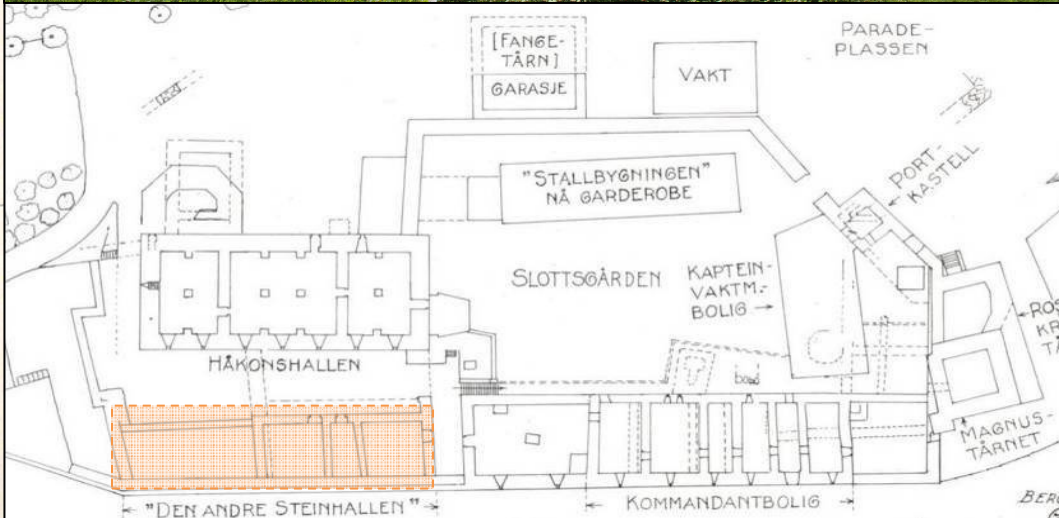 [FANGE-
TÅRN]
GARASJE
VAKT
PARADE-
PLASSEN
"STALLBYGNINGEN"
NÅ GARDEROBE
PORT-
KASTELL
SLOTTSGÅRDEN
KAPTEIN-
VAKTM.-
BOLIG
HÅKONSHALLEN
MAGNUS-
TÅRNET
"DEN ANDRE STEINHALLEN"
KOMMANDANTBOLIG